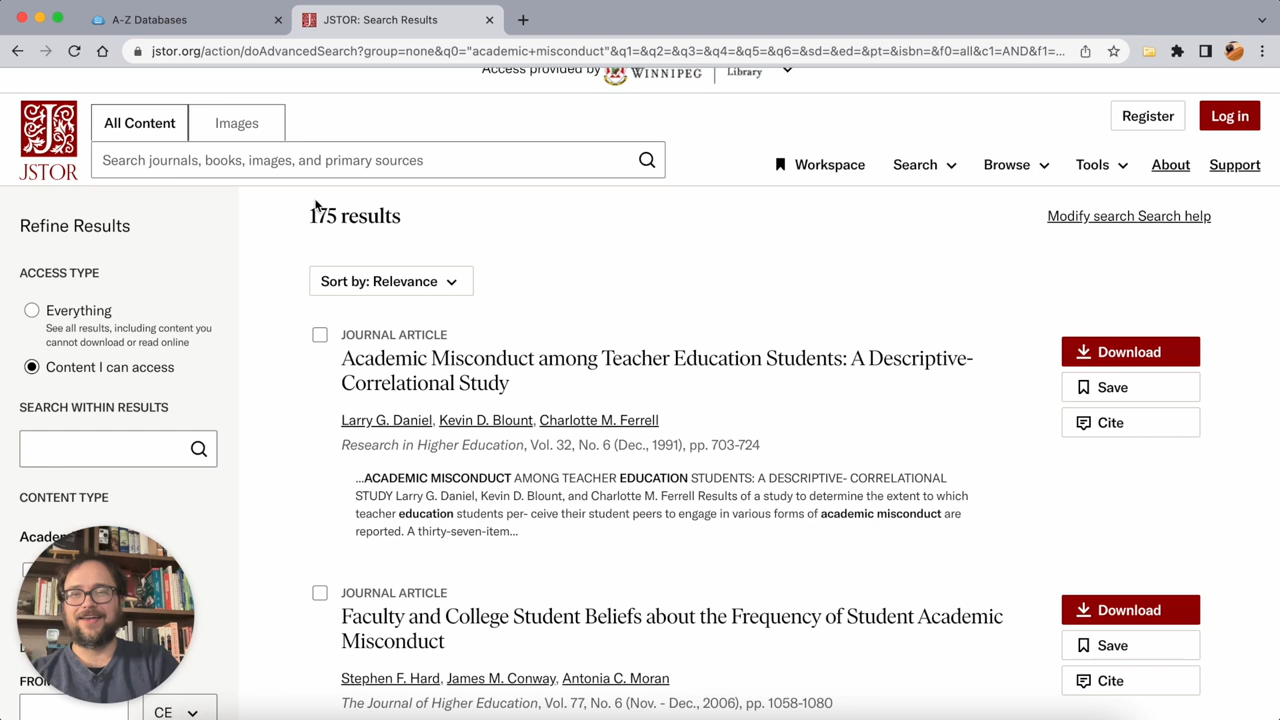 A-Z Databases
JSTOR: Search Results
jstor.org/action/doAdvancedSearch?group=none&q0="academic+misconduct"&q1=&q2=&q3=&q4=&q5=&q6=&sd=&ed=&pt=&isbn=&f0=all&c1=AND&f1=...
Access provided by
WINNIPEG
Library
All Content
Images
Register
Log in
JSTOR
Search journals, books, images, and primary sources
Workspace
Search
Browse
Tools
About
Support
Refine Results
175 results
Modify search Search help
ACCESS TYPE
Everything
See all results, including content you
cannot download or read online
Content I can access
SEARCH WITHIN RESULTS
CONTENT TYPE
FRO
CE
Sort by: Relevance
JOURNAL ARTICLE
Academic Misconduct among Teacher Education Students: A Descriptive-
Correlational Study
Larry G. Daniel, Kevin D. Blount, Charlotte M. Ferrell
Research in Higher Education, Vol. 32, No. 6 (Dec., 1991), pp. 703-724
...ACADEMIC MISCONDUCT AMONG TEACHER EDUCATION STUDENTS: A DESCRIPTIVE- CORRELATIONAL
STUDY Larry G. Daniel, Kevin D. Blount, and Charlotte M. Ferrell Results of a study to determine the extent to which
teacher education students per- ceive their student peers to engage in various forms of academic misconduct are
reported. A thirty-seven-item...
Download
Save
Cite
JOURNAL ARTICLE
Faculty and College Student Beliefs about the Frequency of Student Academic
Misconduct
Stephen F. Hard, James M. Conway, Antonia C. Moran
The Journal of Higher Education, Vol. 77, No. 6 (Nov. - Dec., 2006), pp. 1058-1080
Download
Save
Cite